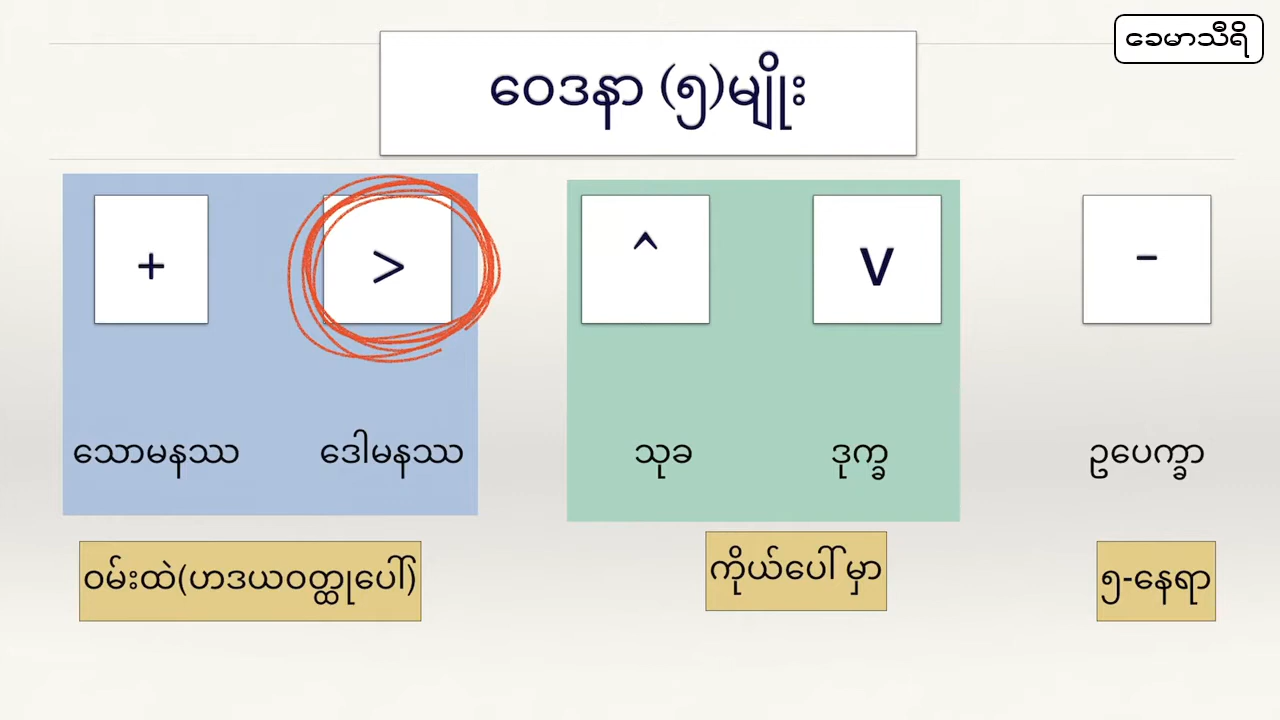 ခေမာသီရိ
ဝေဒနာ (၅)မျိုး
+ > ^ v -
သောမနဿ ဒေါမနဿ သုခ ဒုက္ခ ဥပေက္ခာ
ဝမ်းထဲ(ဟဒယဝတ္ထုပေါ်) ကိုယ်ပေါ်မှာ ၅-နေရာ